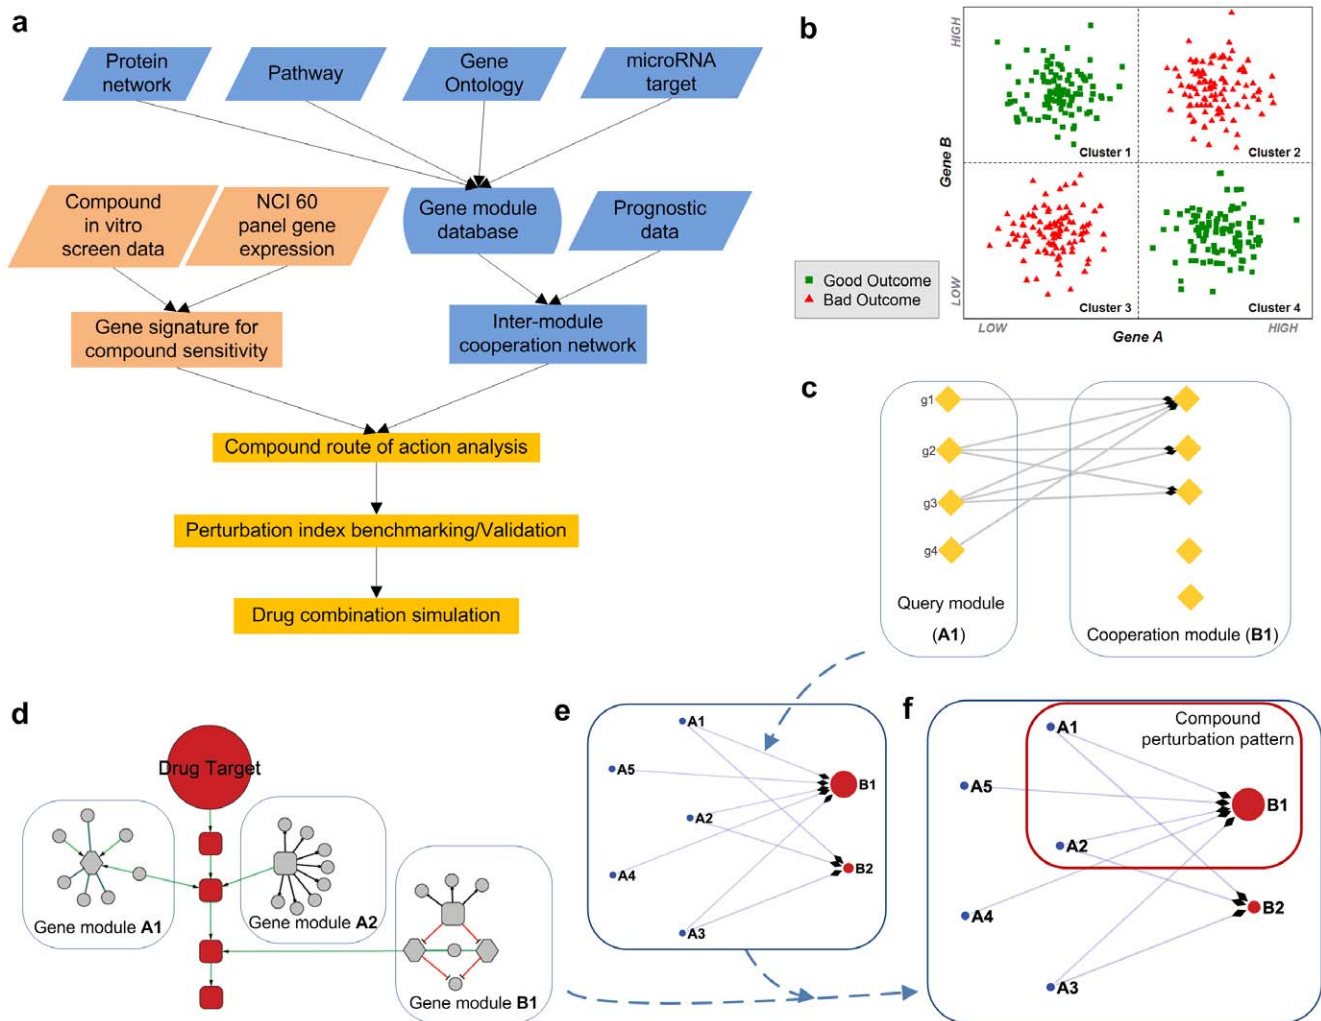 a
Protein
network
Pathway
Gene
Ontology
microRNA
target
Compound
in vitro
screen data
NCI 60
panel gene
expression
Gene module
database
Prognostic
data
Gene signature for
compound sensitivity
Inter-module
cooperation network
Compound route of action analysis
Perturbation index benchmarking/Validation
Drug combination simulation
b
HIGH
Gene B
LOW
Cluster 1
Cluster 2
Cluster 3
Cluster 4
Good Outcome
Bad Outcome
LOW
Gene A
HIGH
c
g1
g2
g3
g4
Query module
(A1)
Cooperation module (B1)
d
Drug Target
Gene module A1
Gene module A2
Gene module B1
e
A1
A5
A2
A4
A3
B1
B2
f
Compound
perturbation pattern
A1
A5
A2
A4
A3
B1
B2